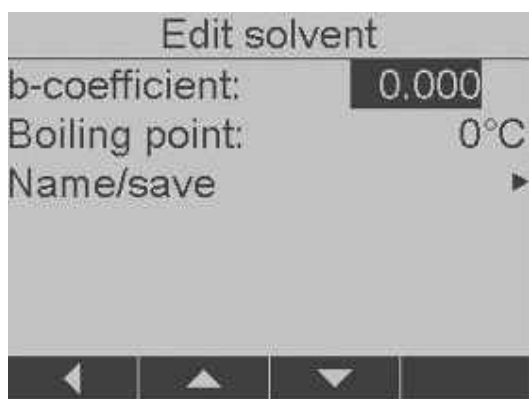 Edit solvent
b-coefficient: 0.000
Boiling point: 0°C
Name/save